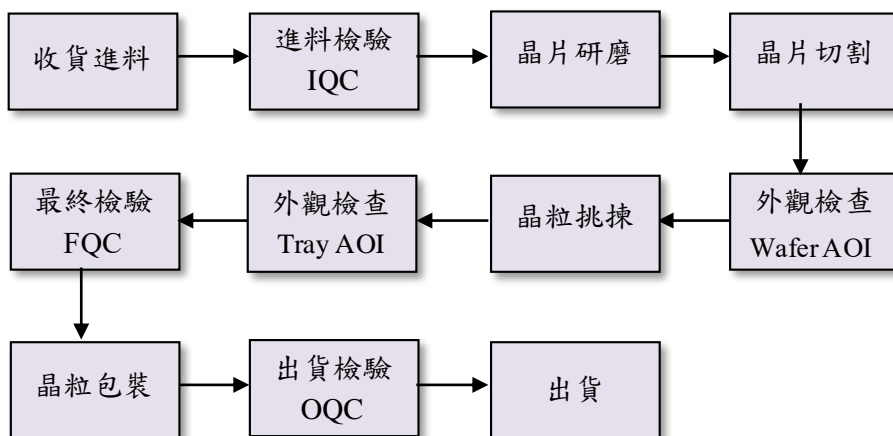 收貨進料
進料檢驗
IQC
晶片研磨
晶片切割
外觀檢查
Wafer AOI
晶粒挑揀
外觀檢查
Tray AOI
最終檢驗
FQC
晶粒包裝
出貨檢驗
OQC
出貨